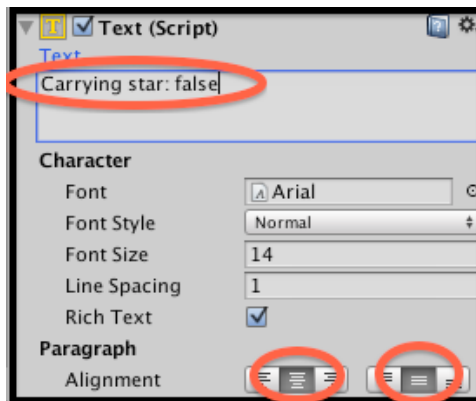 Text (Script)
Text
Carrying star: false
Character
Font Arial
Font Style Normal
Font Size 14
Line Spacing 1
Rich Text
Paragraph
Alignment